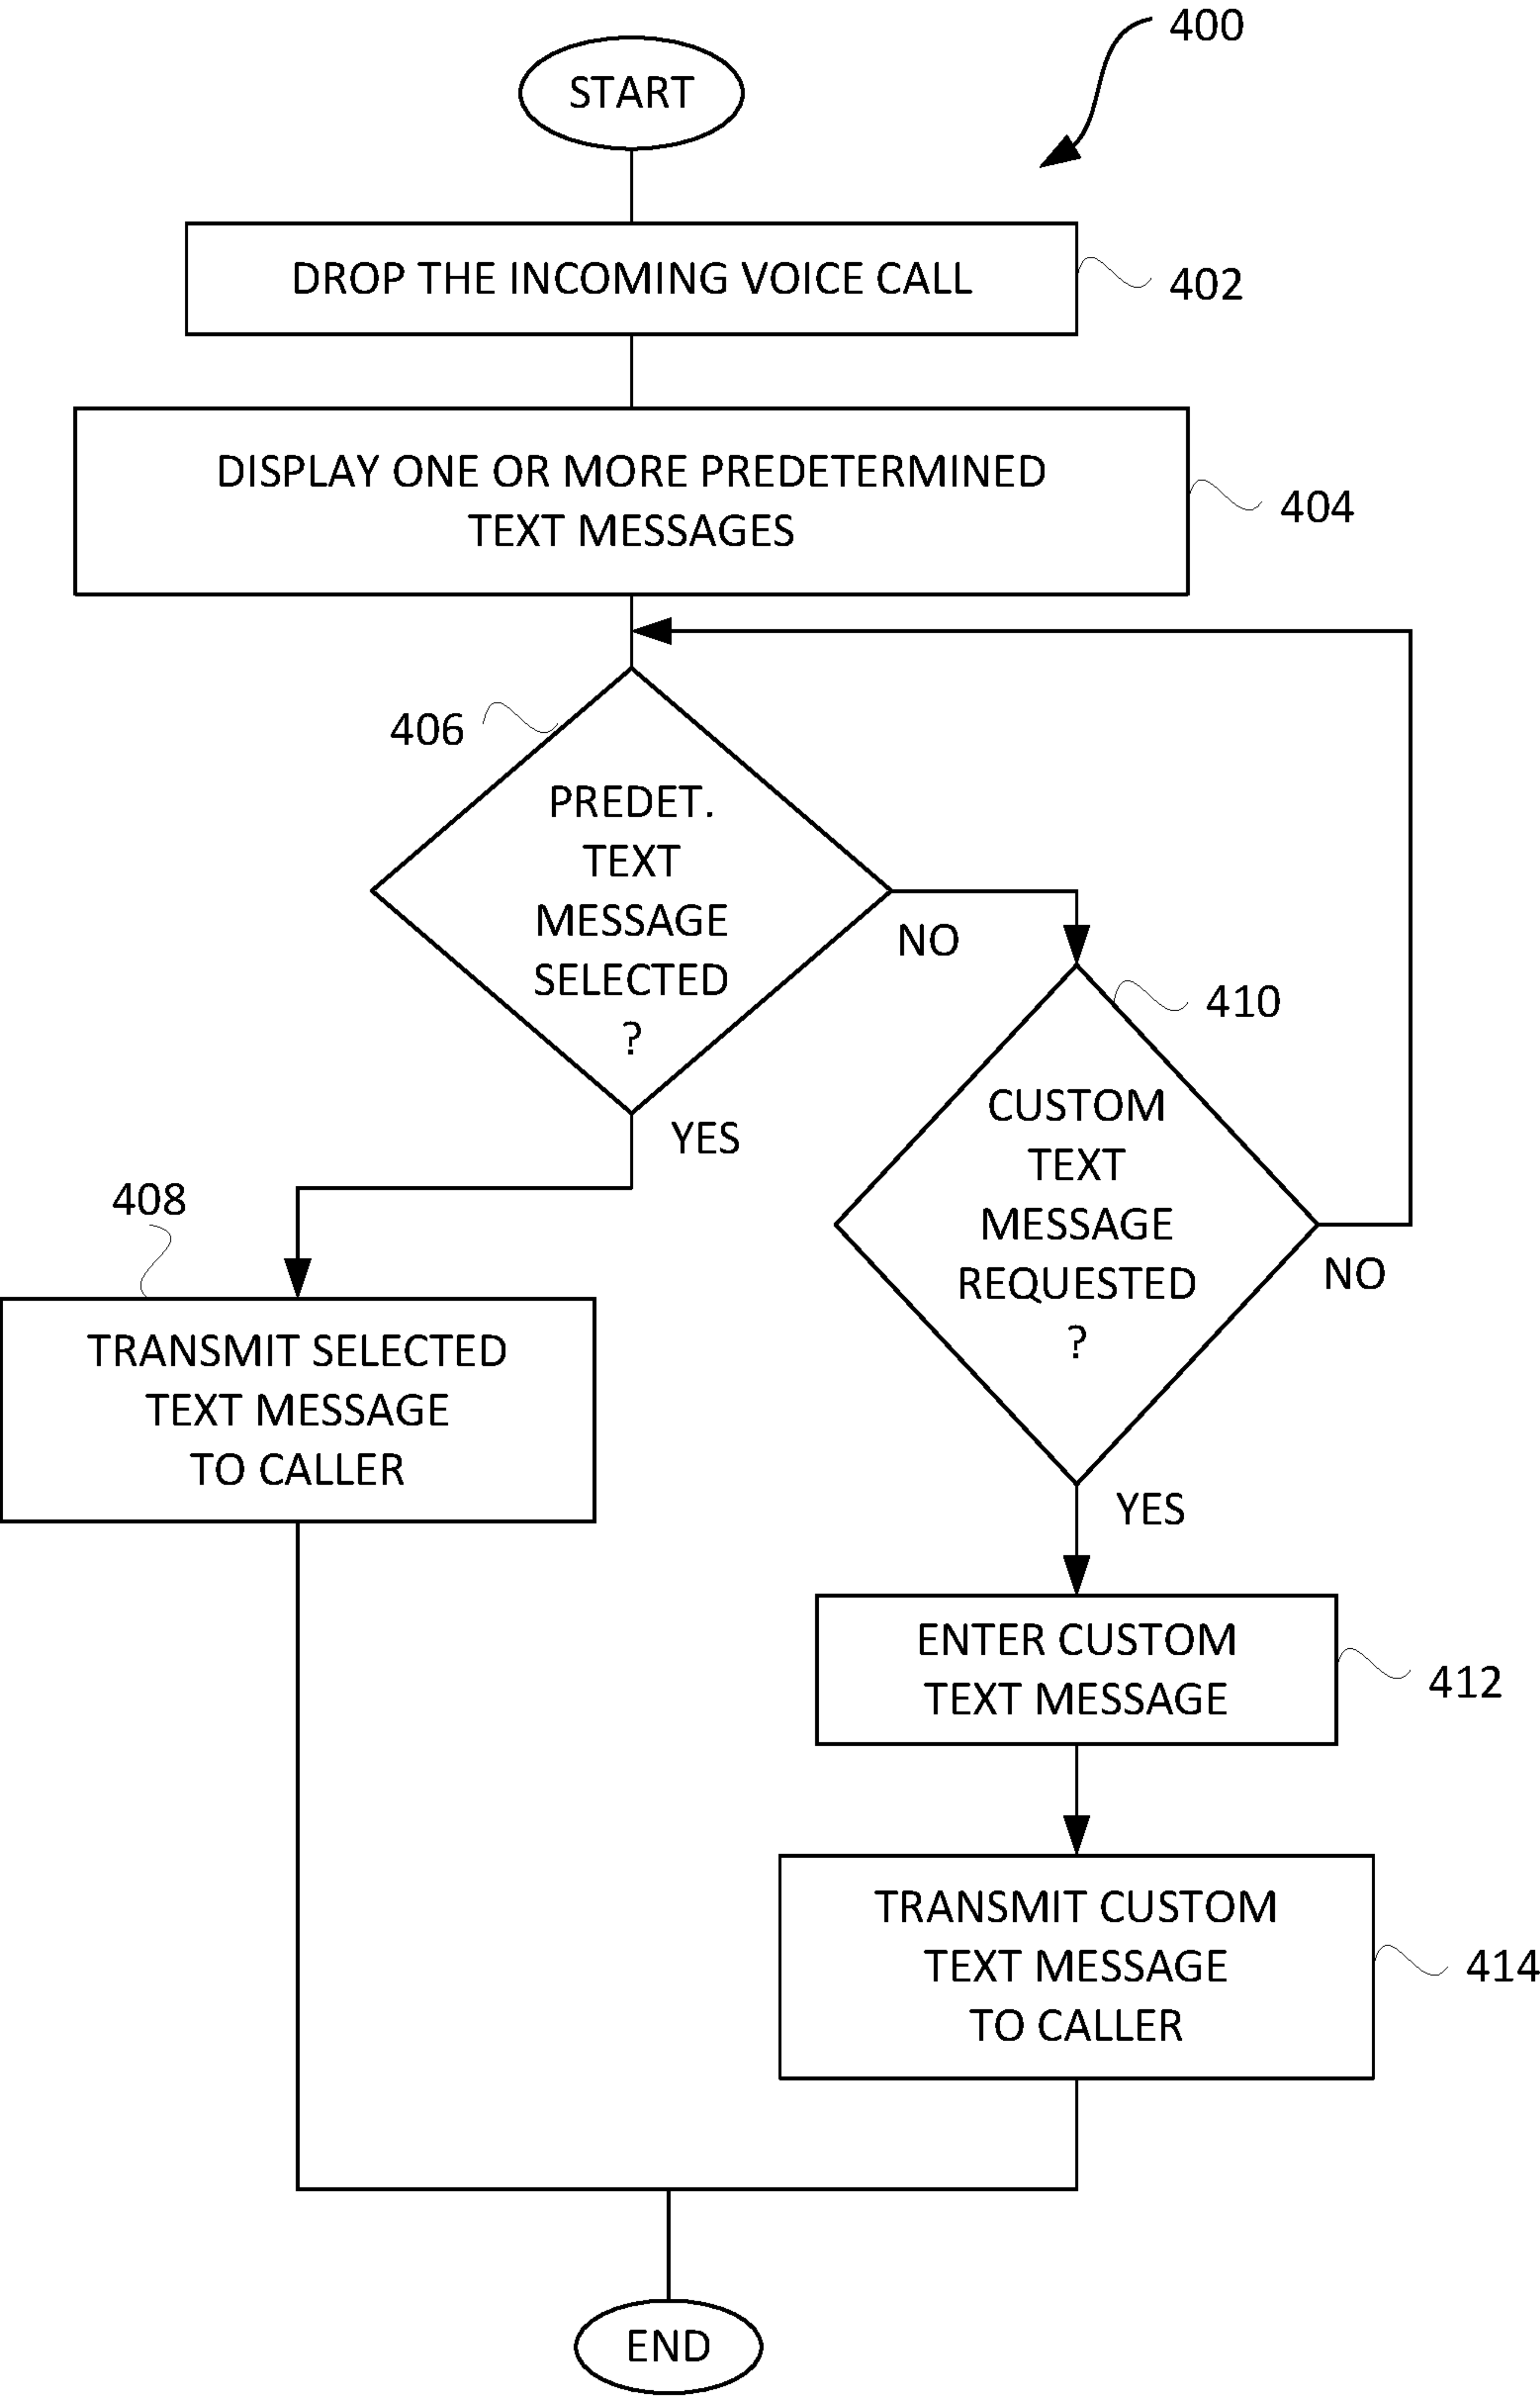 400
START
DROP THE INCOMING VOICE CALL
402
DISPLAY ONE OR MORE PREDETERMINED
TEXT MESSAGES
404
406
PREDET.
TEXT
MESSAGE
SELECTED
?
NO
YES
410
CUSTOM
TEXT
MESSAGE
REQUESTED
?
NO
YES
408
TRANSMIT SELECTED
TEXT MESSAGE
TO CALLER
ENTER CUSTOM
TEXT MESSAGE
412
TRANSMIT CUSTOM
TEXT MESSAGE
TO CALLER
414
END